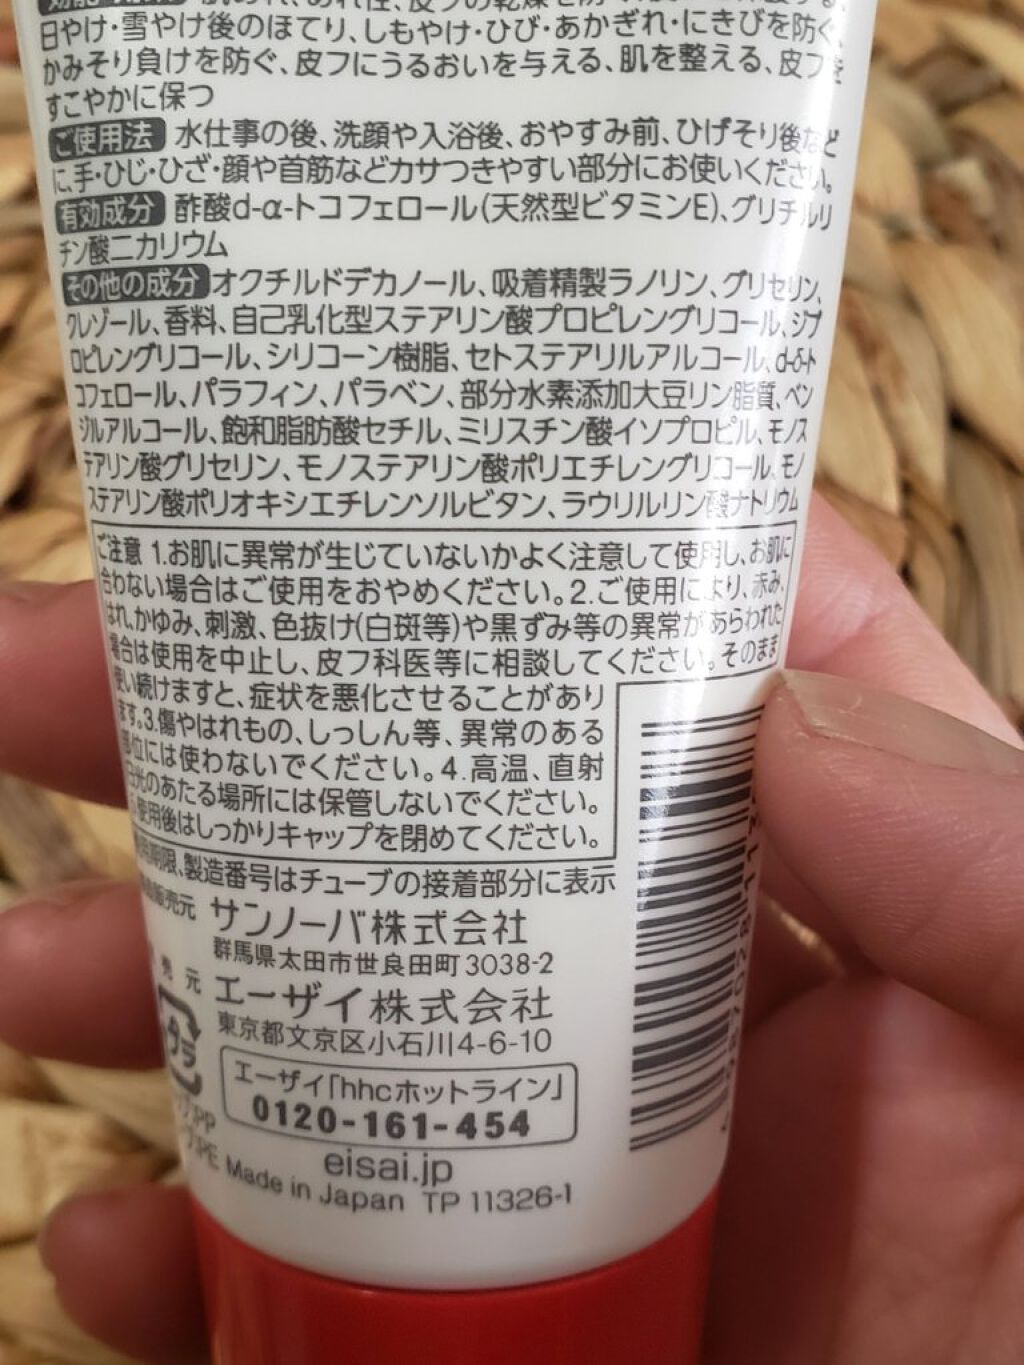 日やけ・雪やけ後のほてり、しもやけ・ひび・あかぎれ・にきびを防ぐ、
かみそり負けを防ぐ、皮フにうるおいを与える、肌を整える、皮フを
すこやかに保つ
ご使用法 水仕事の後、洗顔や入浴後、おやすみ前、ひげそり後など
に、手・ひじ・ひざ・顔や首筋などカサつきやすい部分にお使いください。
有効成分 酢酸d-α-トコフェロール(天然型ビタミンE)、グリチルリ
チン酸二カリウム
その他の成分 オクチルドデカノール、吸着精製ラノリン、グリセリン、
クレゾール、香料、自己乳化型ステアリン酸プロピレングリコール、ジプ
ロピレングリコール、シリコーン樹脂、セトステアリルアルコール、d-δ-ト
コフェロール、パラフィン、パラベン、部分水素添加大豆リン脂質、ベン
ジルアルコール、飽和脂肪酸セチル、ミリスチン酸イソプロピル、モノス
テアリン酸グリセリン、モノステアリン酸ポリエチレングリコール、モノ
ステアリン酸ポリオキシエチレンソルビタン、ラウリルリン酸ナトリウム
ご注意 1.お肌に異常が生じていないかよく注意して使用し、お肌に
合わない場合はご使用をおやめください。2.ご使用により、赤み、
はれ、かゆみ、刺激、色抜け(白斑等)や黒ずみ等の異常があらわれた
場合は使用を中止し、皮フ科医等に相談してください。そのまま
使い続けますと、症状を悪化させることがあり
ます。3.傷やはれもの、しっしん等、異常のある
部位には使わないでください。4.高温、直射
日光のあたる場所には保管しないでください。
使用後はしっかりキャップを閉めてください。
期限、製造番号はチューブの接着部分に表示
販売元 サンノーバ株式会社
群馬県太田市世良田町3038-2
売 元 エーザイ株式会社
東京都文京区小石川4-6-10
エーザイ「hhcホットライン」
0120-161-454
eisai.jp
Made in Japan TP 11326-1
プラ
PP
PE